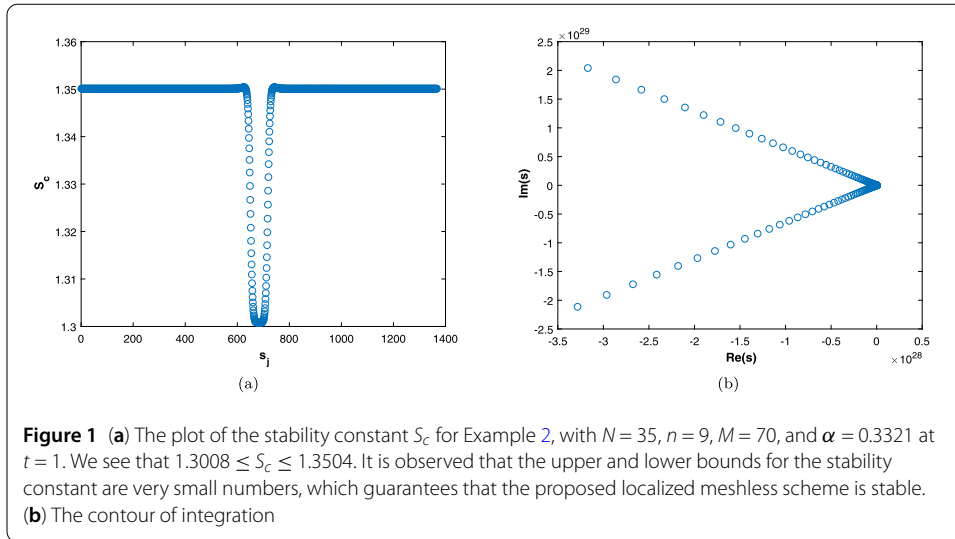 1.36
1.35
1.34
1.33
1.32
1.31
1.3
S_c
0 200 400 600 800 1000 1200 1400
s_j
(a)
×10^29
2.5
2
1.5
1
0.5
0
-0.5
-1
-1.5
-2
-2.5
Im(s)
-3.5 -3 -2.5 -2 -1.5 -1 -0.5 0 0.5
Re(s)
×10^28
(b)
Figure 1 (a) The plot of the stability constant S_C for Example 2, with N = 35, n = 9, M = 70, and α = 0.3321 at
t = 1. We see that 1.3008 ≤ S_C ≤ 1.3504. It is observed that the upper and lower bounds for the stability
constant are very small numbers, which guarantees that the proposed localized meshless scheme is stable.
(b) The contour of integration